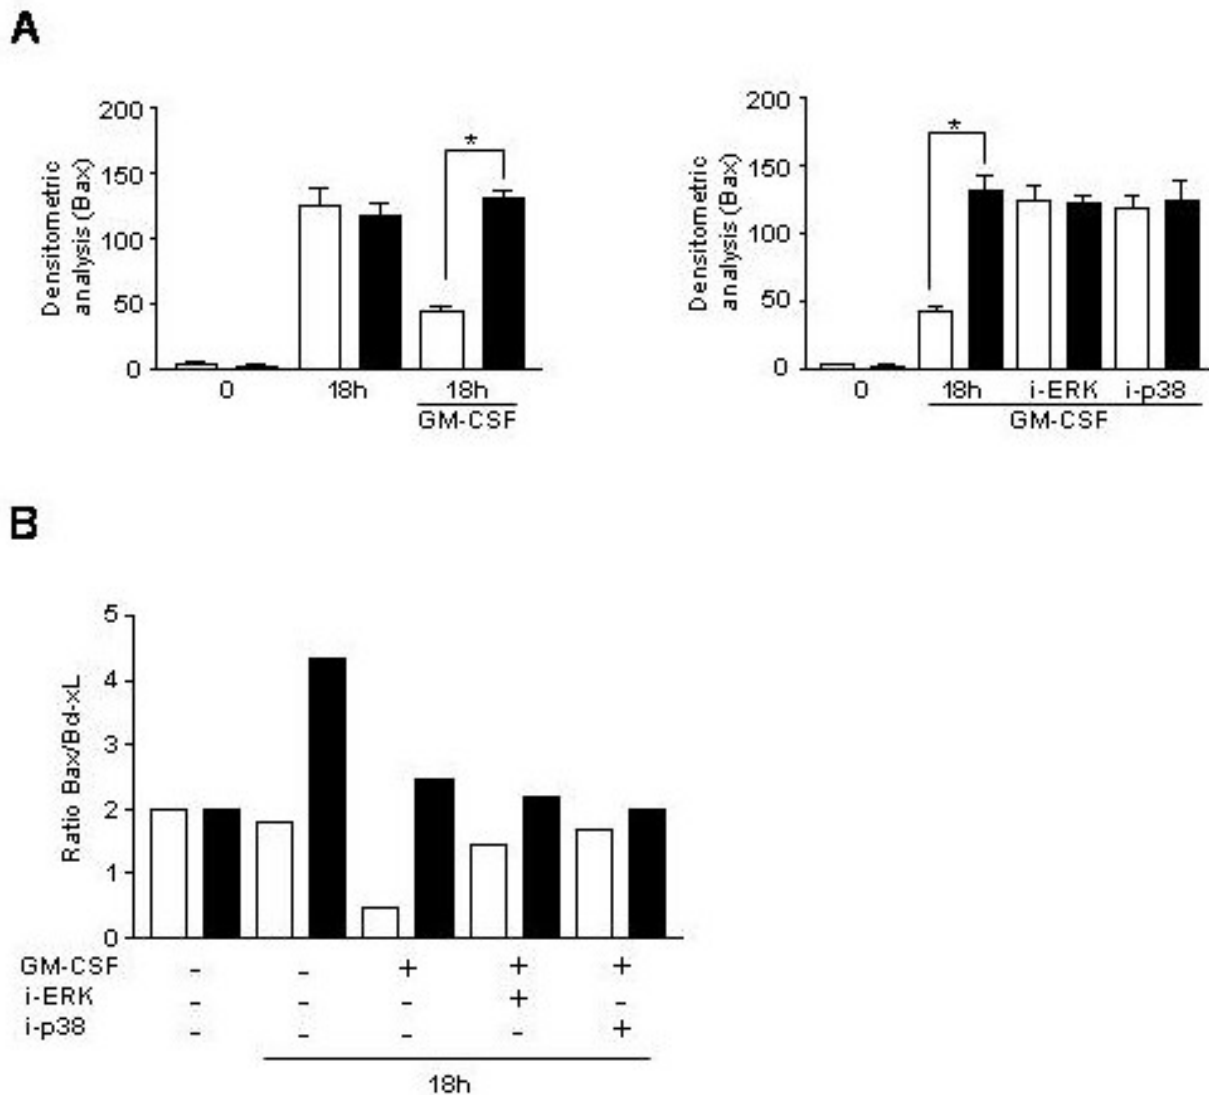 A
200
150
100
50
0
Densitometric
analysis (Bax)
*
0 18h 18h
GM-CSF
200
150
100
50
0
Densitometric
analysis (Bax)
*
0 18h i-ERK i-p38
GM-CSF
B
5
4
3
2
1
0
Ratio Bax/Bcl-xL
GM-CSF - - + + +
i-ERK - - - + -
i-p38 - - - - +
18h